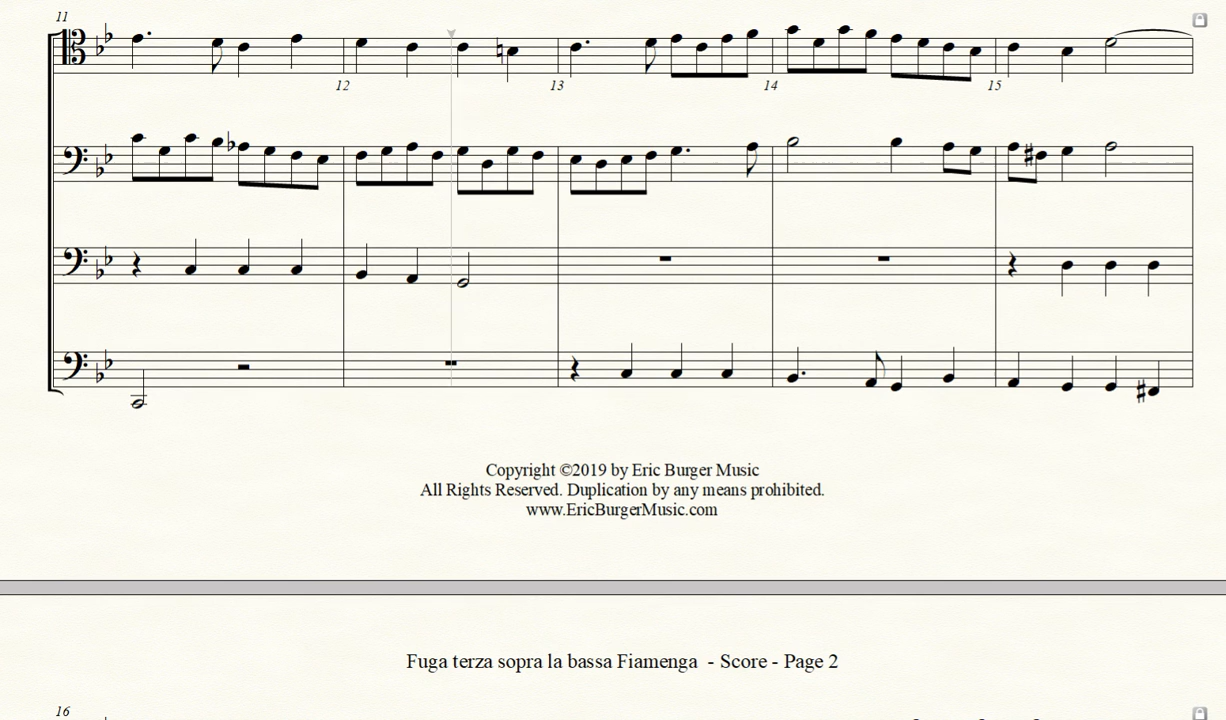 11
12
13
14
15
Copyright ©2019 by Eric Burger Music
All Rights Reserved. Duplication by any means prohibited.
www.EricBurgerMusic.com
Fuga terza sopra la bassa Fiamenga - Score - Page 2
16